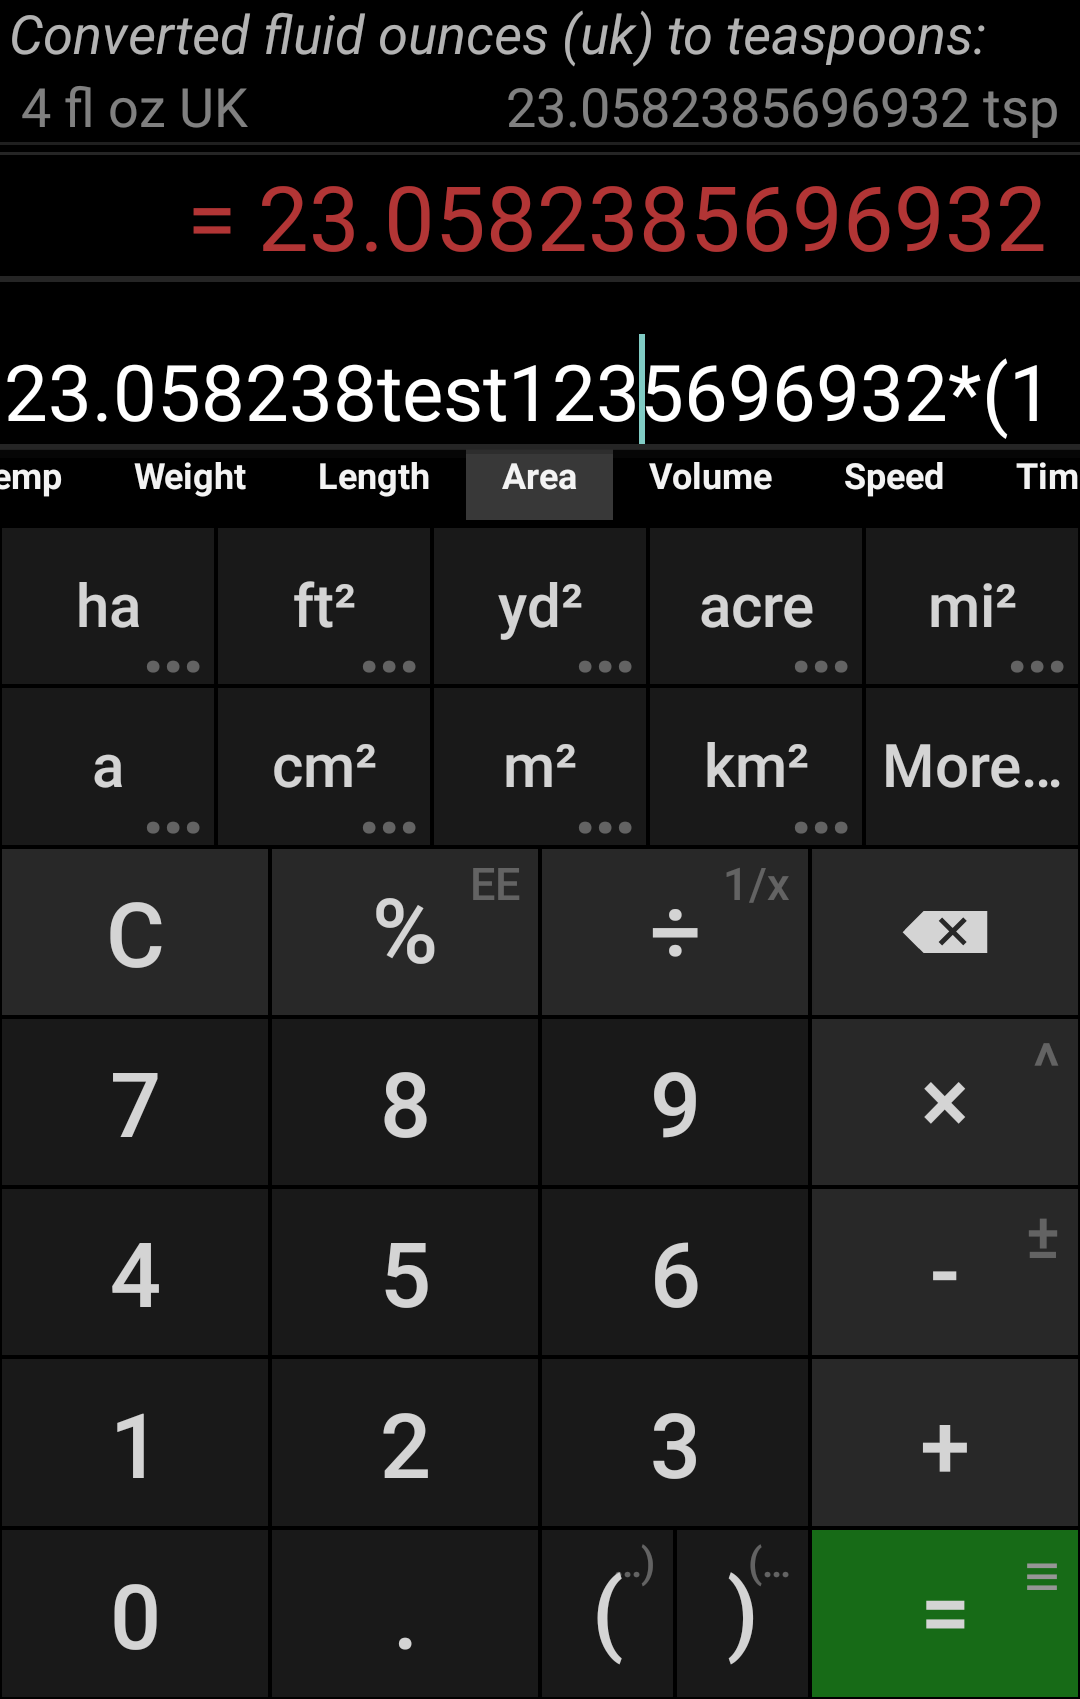 Converted fluid ounces (uk) to teaspoons:
4 fl oz UK 23.0582385696932 tsp
= 23.0582385696932
23.058238test1235696932*(1
emp Weight Length Area Volume Speed Tim
ha ft² yd² acre mi²
... ... ... ... ...
a cm² m² km² More...
... ... ... ...
C % EE ÷ 1/x
7 8 9 × ^
4 5 6 - ±
1 2 3 + 
0 . ( ..) ) (... = ≡